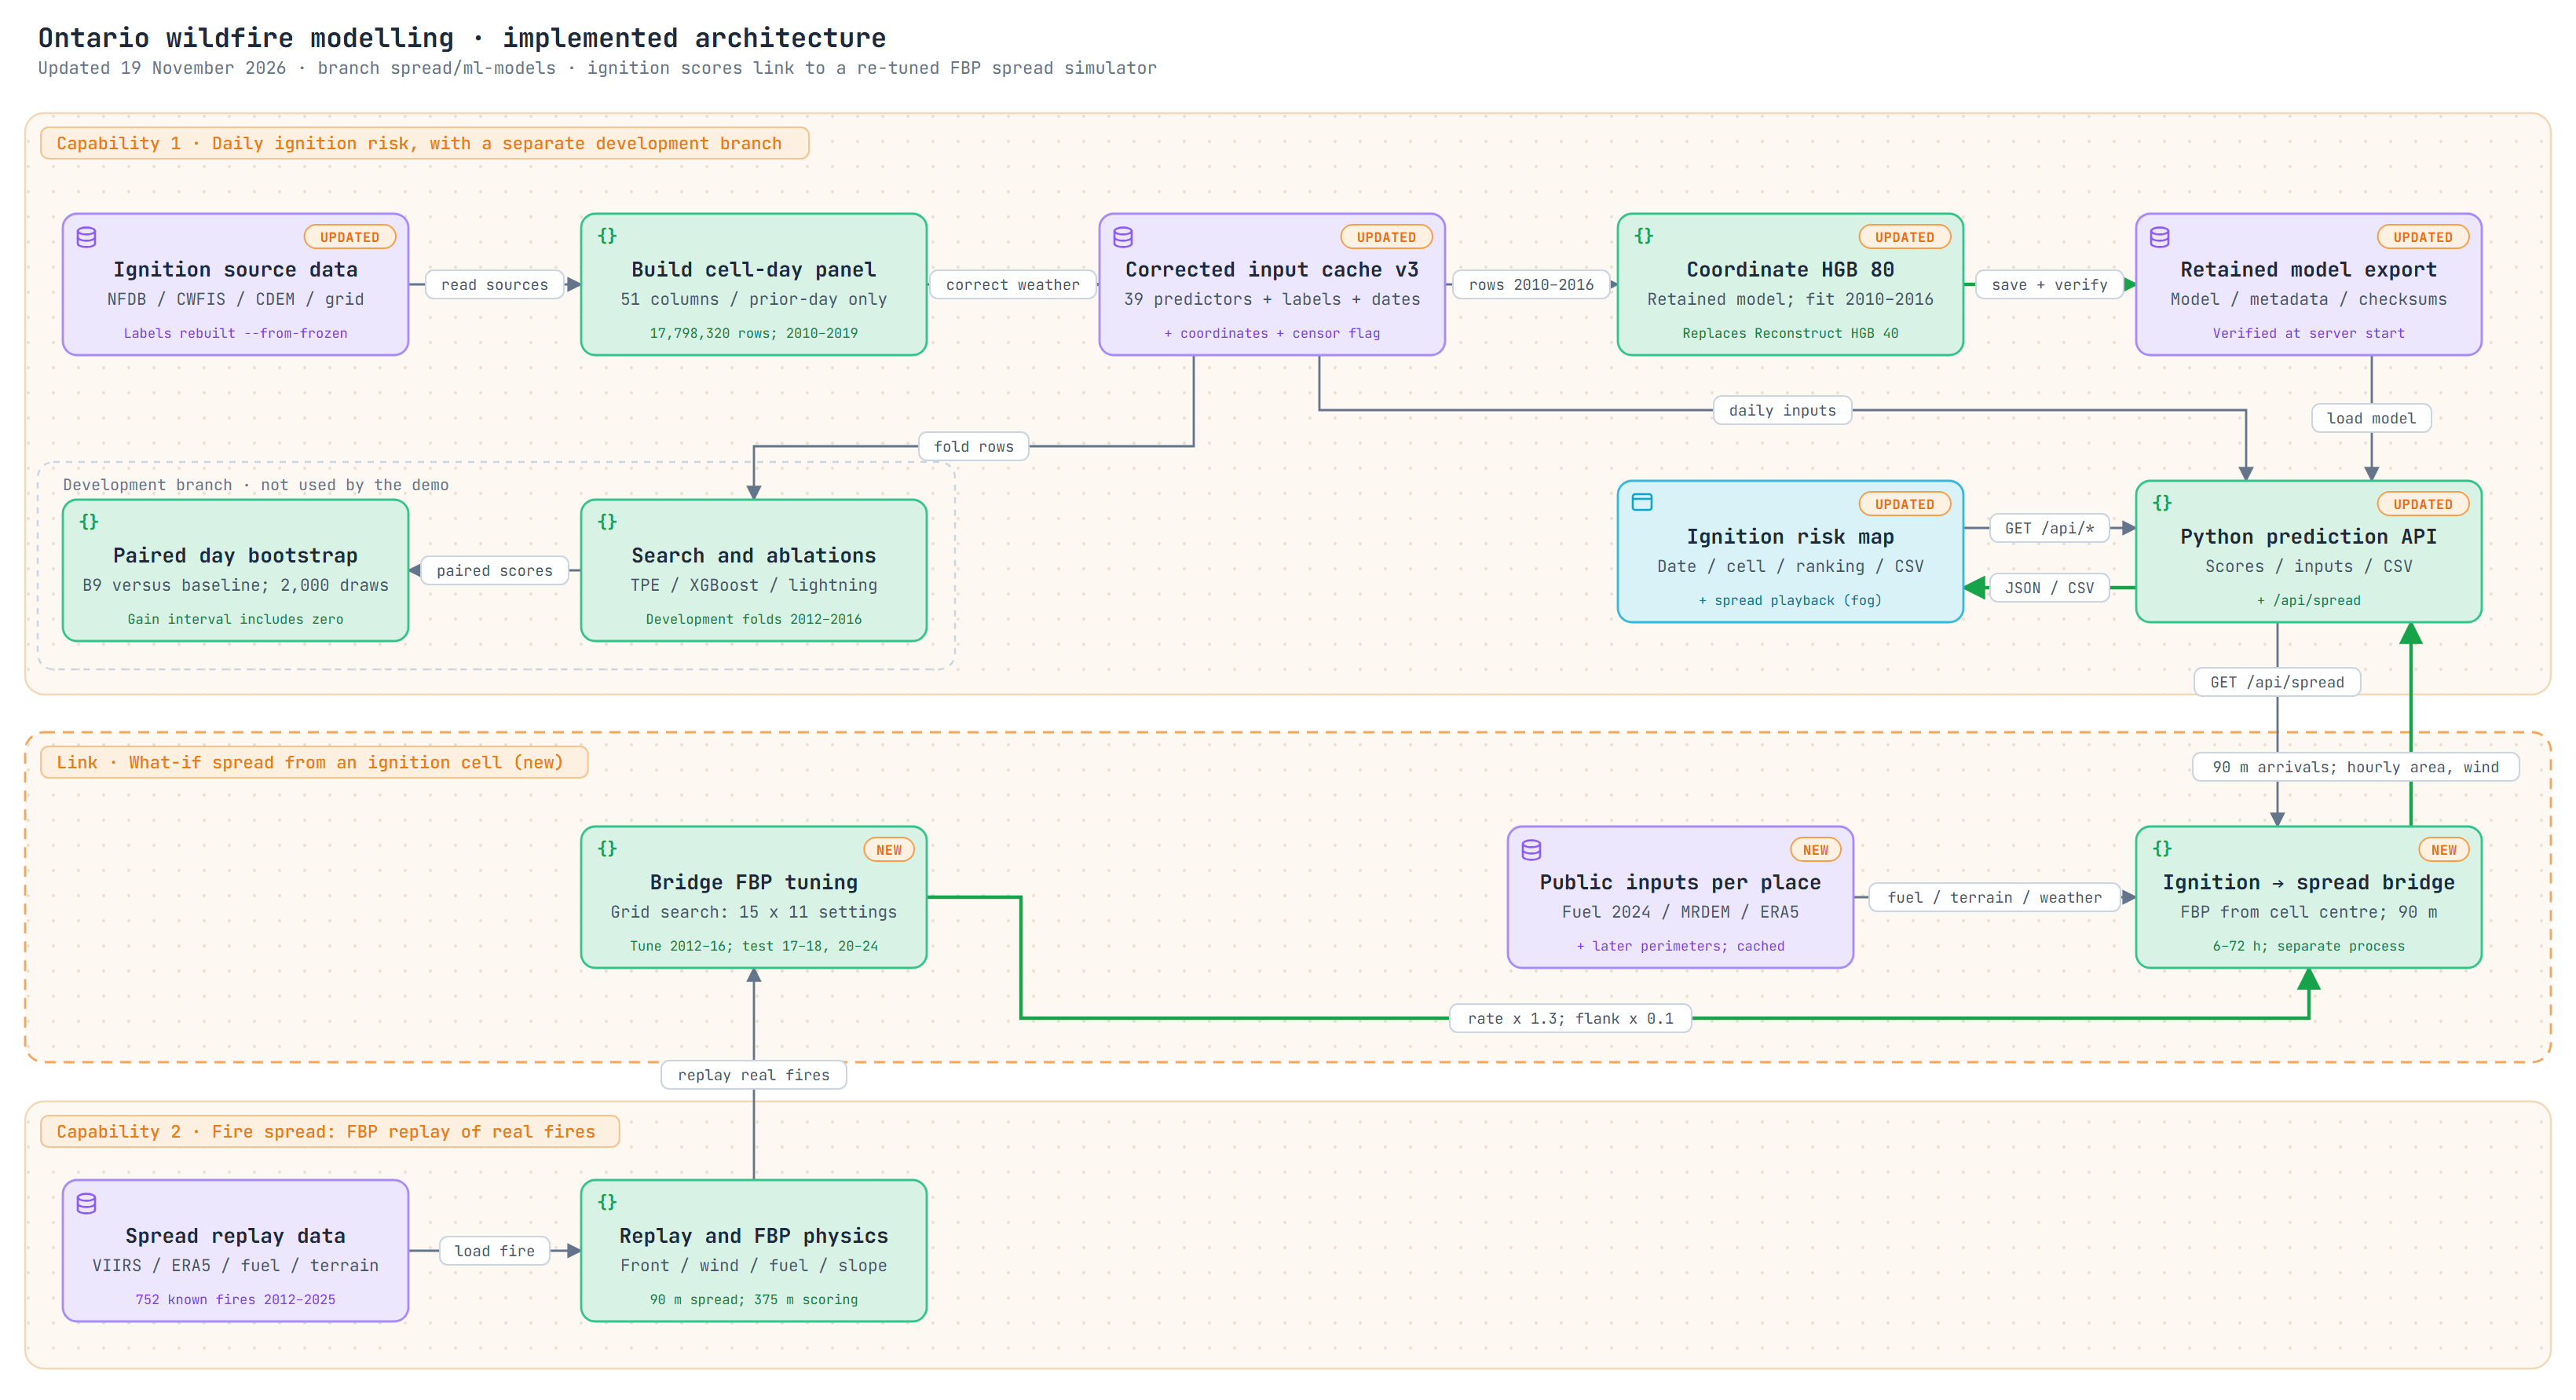 Ontario wildfire modelling · implemented architecture
Updated 19 November 2026 · branch spread/ml-models · ignition scores link to a re-tuned FBP spread simulator
Capability 1 · Daily ignition risk, with a separate development branch
{}
{}
UPDATED
UPDATED
UPDATED
UPDATED
Ignition source data
NFDB / CWFIS / CDEM / grid
Labels rebuilt --from-frozen
read sources
Build cell-day panel
51 columns / prior-day only
17,798,320 rows; 2010–2019
correct weather
Corrected input cache v3
39 predictors + labels + dates
+ coordinates + censor flag
rows 2010–2016
Coordinate HGB 80
Retained model; fit 2010–2016
Replaces Reconstruct HGB 40
save + verify
Retained model export
Model / metadata / checksums
Verified at server start
daily inputs
load model
fold rows
Development branch · not used by the demo
{}
Paired day bootstrap
B9 versus baseline; 2,000 draws
Gain interval includes zero
paired scores
{}
Search and ablations
TPE / XGBoost / lightning
Development folds 2012–2016
UPDATED
Ignition risk map
Date / cell / ranking / CSV
+ spread playback (fog)
GET /api/*
JSON / CSV
{}
UPDATED
Python prediction API
Scores / inputs / CSV
+ /api/spread
GET /api/spread
Link · What-if spread from an ignition cell (new)
90 m arrivals; hourly area, wind
{}
NEW
Bridge FBP tuning
Grid search: 15 x 11 settings
Tune 2012–16; test 17–18, 20–24
NEW
Public inputs per place
Fuel 2024 / MRDEM / ERA5
+ later perimeters; cached
fuel / terrain / weather
{}
NEW
Ignition → spread bridge
FBP from cell centre; 90 m
6–72 h; separate process
rate x 1.3; flank x 0.1
replay real fires
Capability 2 · Fire spread: FBP replay of real fires
Spread replay data
VIIRS / ERA5 / fuel / terrain
752 known fires 2012–2025
load fire
{}
Replay and FBP physics
Front / wind / fuel / slope
90 m spread; 375 m scoring